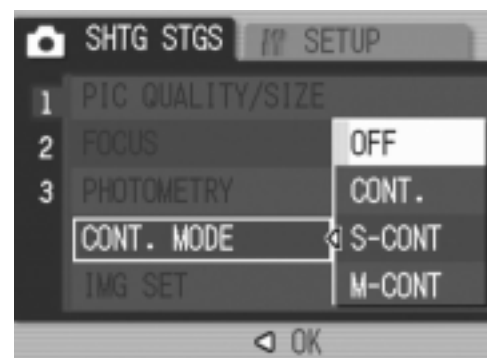 SHTG STGS SETUP
1 PIC QUALITY/SIZE
2 FOCUS OFF
3 PHOTOMETRY CONT.
CONT. MODE S-CONT
IMG SET M-CONT
OK